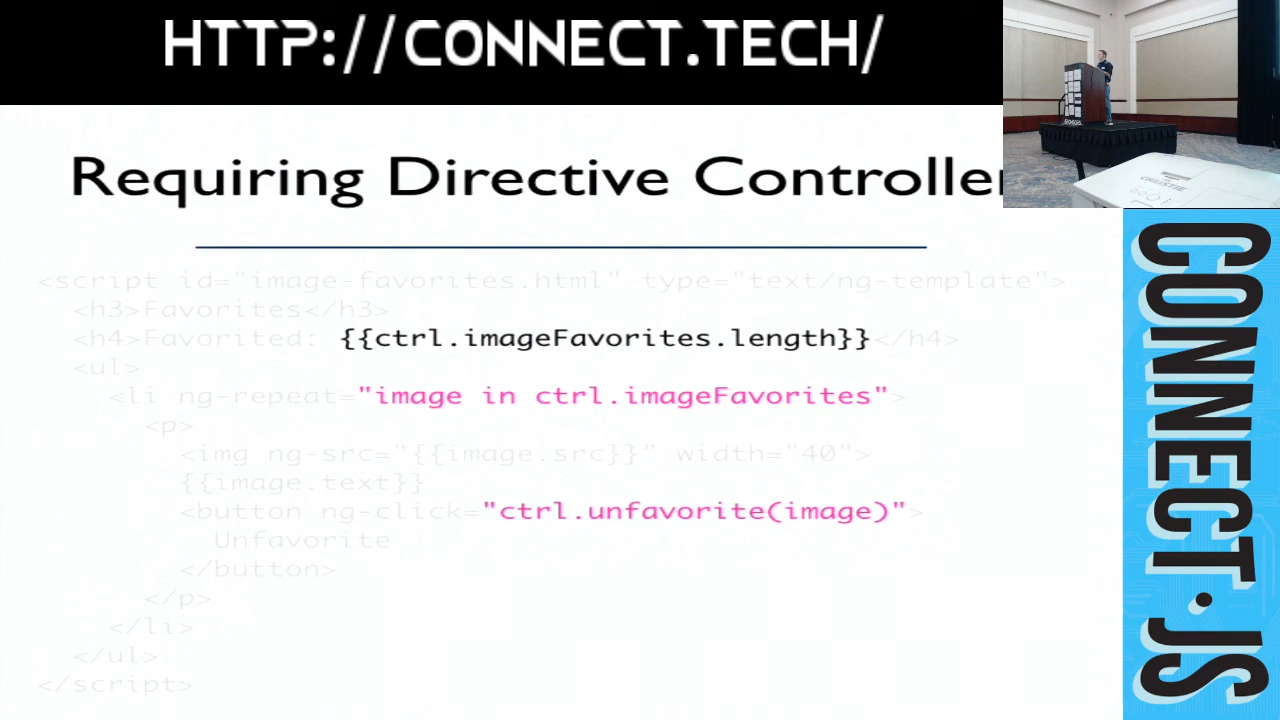 HTTP://CONNECT.TECH/
Requiring Directive Controller
<script id="image-favorites.html" type="text/ng-template">
<h3>Favorites</h3>
<h4>Favorited: {{ctrl.imageFavorites.length}}</h4>
<ul>
<li ng-repeat="image in ctrl.imageFavorites">
<p>
<img ng-src="{{image.src}}" width="40">
{{image.text}}
<button ng-click="ctrl.unfavorite(image)">
Unfavorite
</button>
</p>
</li>
</ul>
</script>
CHRISTIE
CONNECT·JS